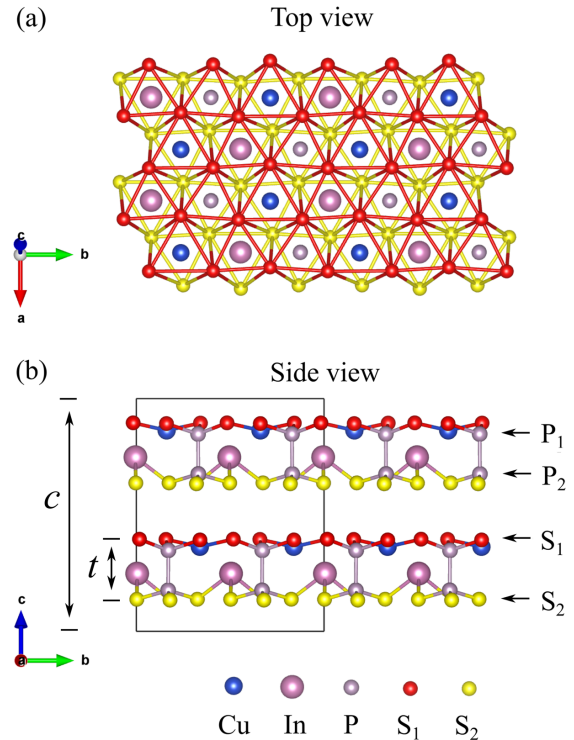 (a)
Top view
c
b
a
(b)
Side view
P₁
P₂
c
S₁
t
S₂
c
a
b
Cu
In
P
S₁
S₂